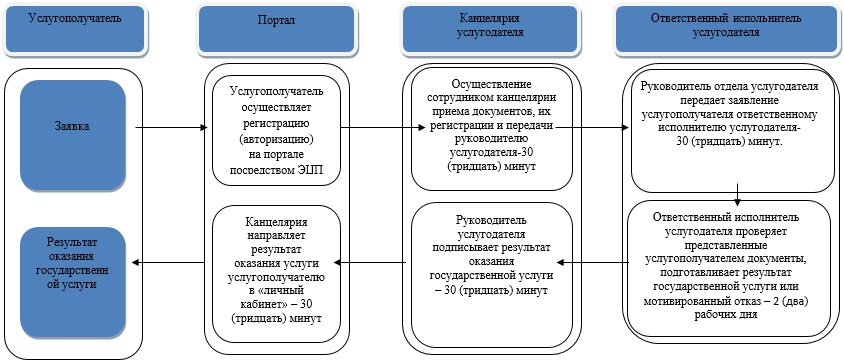 Услугополучатель
Портал
Канцелярия
услугодателя
Ответственный испольнитель
услугодателя
Заявка
Услугополучатель
осуществляет
регистрацию
(авторизацию)
на портале
посредством ЭЦП
Осуществление
сотрудником канцелярии
приема документов, их
регистрации и передачи
руководителю
услугодателя-30
(тридцать) минут
Руководитель отдела услугодателя
передает заявление
услугополучателя ответственному
исполнителю услугодателя-
30 (тридцать) минут.
Результат
оказания
государственн
ой услуги
Канцелярия
направляет
результат
оказания услуги
услугополучателю
в «личный
кабинет» – 30
(тридцать) минут
Руководитель
услугодателя
подписывает результат
оказания
государственной услуги
– 30 (тридцать) минут
Ответственный исполнитель
услугодателя проверяет
представленные
услугополучателем документы,
подготавливает результат
государственной услуги или
мотивированный отказ – 2 (два)
рабочих дня